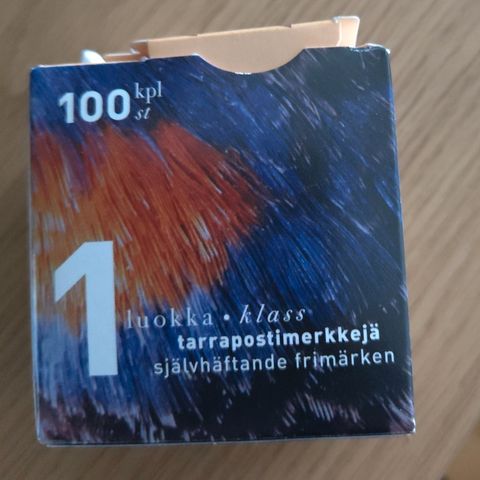 100 kpl
st
1 luokka • klass
tarrapostimerkkejä
självhäftande frimärken